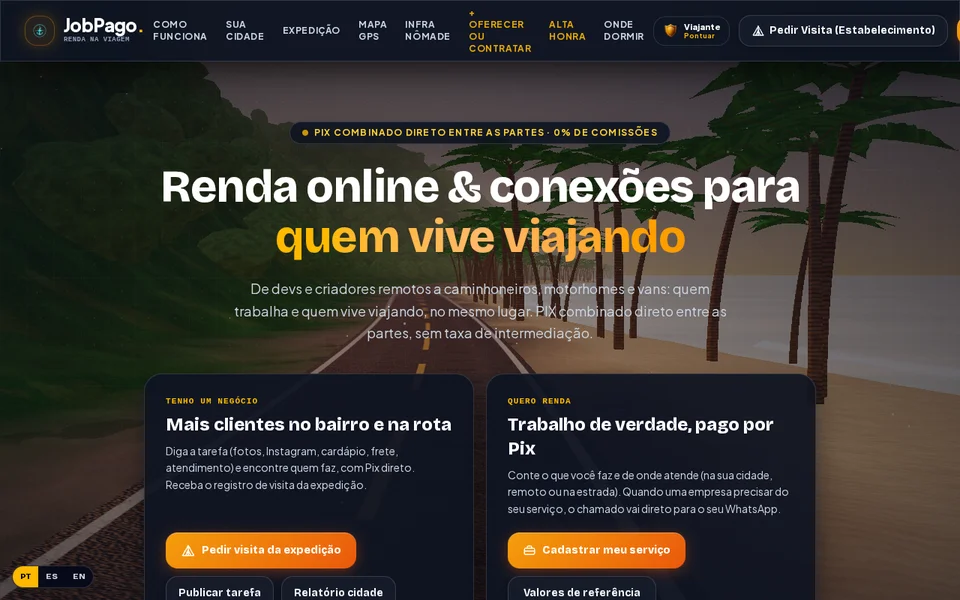 JobPago.
RENDA NA VIAGEM
COMO FUNCIONA
SUA CIDADE
EXPEDIÇÃO
MAPA GPS
INFRA NÔMADE
+ OFERECER OU CONTRATAR
ALTA HONRA
ONDE DORMIR
Viajante
Pontuar
Pedir Visita (Estabelecimento)
PIX COMBINADO DIRETO ENTRE AS PARTES · 0% DE COMISSÕES
Renda online & conexões para
quem vive viajando
De devs e criadores remotos a caminhoneiros, motorhomes e vans: quem
trabalha e quem vive viajando, no mesmo lugar. PIX combinado direto entre as
partes, sem taxa de intermediação.
TENHO UM NEGÓCIO
Mais clientes no bairro e na rota
Diga a tarefa (fotos, Instagram, cardápio, frete,
atendimento) e encontre quem faz, com Pix direto.
Receba o registro de visita da expedição.
Pedir visita da expedição
Publicar tarefa
Relatório cidade
QUERO RENDA
Trabalho de verdade, pago por
Pix
Conte o que você faz e de onde atende (na sua cidade,
remoto ou na estrada). Quando uma empresa precisar do
seu serviço, o chamado vai direto para o seu WhatsApp.
Cadastrar meu serviço
Valores de referência
PT
ES
EN